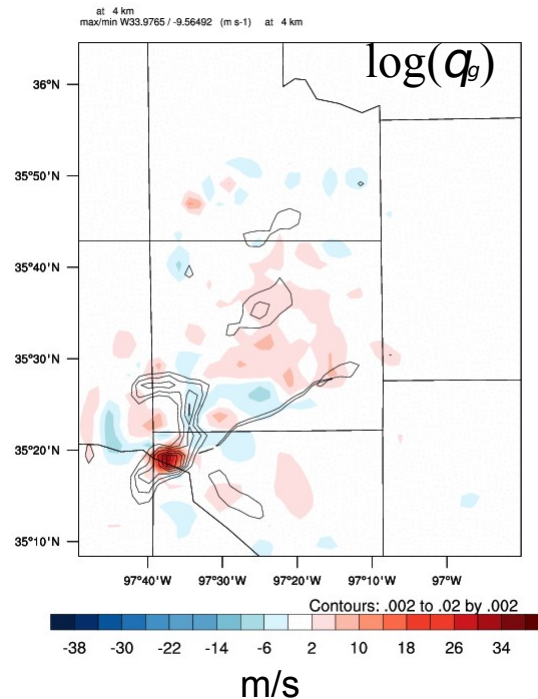 at 4 km
max/min W33.9765 / -9.56492 (m s-1) at 4 km
log(qg)
36°N
35°50'N
35°40'N
35°30'N
35°20'N
35°10'N
97°40'W 97°30'W 97°20'W 97°10'W 97°W
Contours: .002 to .02 by .002
-38 -30 -22 -14 -6 2 10 18 26 34
m/s